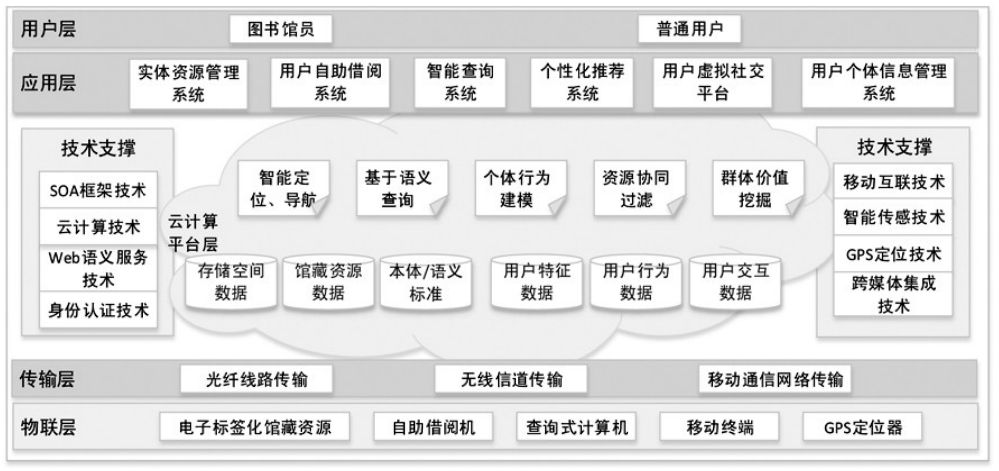 用户层
图书馆员
普通用户
应用层
实体资源管理
系统
用户自助借阅
系统
智能查询
系统
个性化推荐
系统
用户虚拟社交
平台
用户个体信息管理
系统
技术支撑
SOA框架技术
云计算技术
Web语义服务
技术
身份认证技术
云计算
平台层
智能定
位、导航
基于语义
查询
个体行为
建模
资源协同
过滤
群体价值
挖掘
存储空间
数据
馆藏资源
数据
本体/语义
标准
用户特征
数据
用户行为
数据
用户交互
数据
技术支撑
移动互联技术
智能传感技术
GPS定位技术
跨媒体集成
技术
传输层
光纤线路传输
无线信道传输
移动通信网络传输
物联层
电子标签化馆藏资源
自助借阅机
查询式计算机
移动终端
GPS定位器